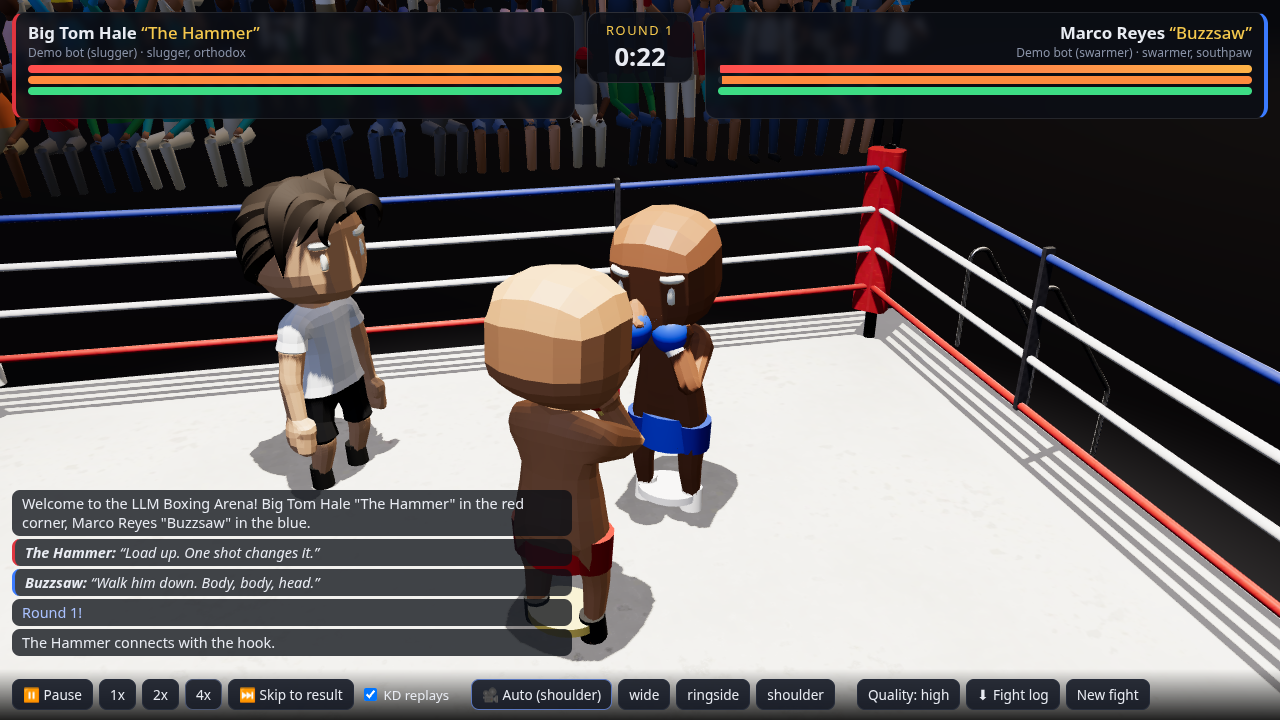 Big Tom Hale “The Hammer”
Demo bot (slugger) · slugger, orthodox
ROUND 1
0:22
Marco Reyes “Buzzsaw”
Demo bot (swarmer) · swarmer, southpaw
Welcome to the LLM Boxing Arena! Big Tom Hale "The Hammer" in the red
corner, Marco Reyes "Buzzsaw" in the blue.
The Hammer: “Load up. One shot changes it.”
Buzzsaw: “Walk him down. Body, body, head.”
Round 1!
The Hammer connects with the hook.
Pause 1x 2x 4x Skip to result KD replays Auto (shoulder) wide ringside shoulder Quality: high Fight log New fight